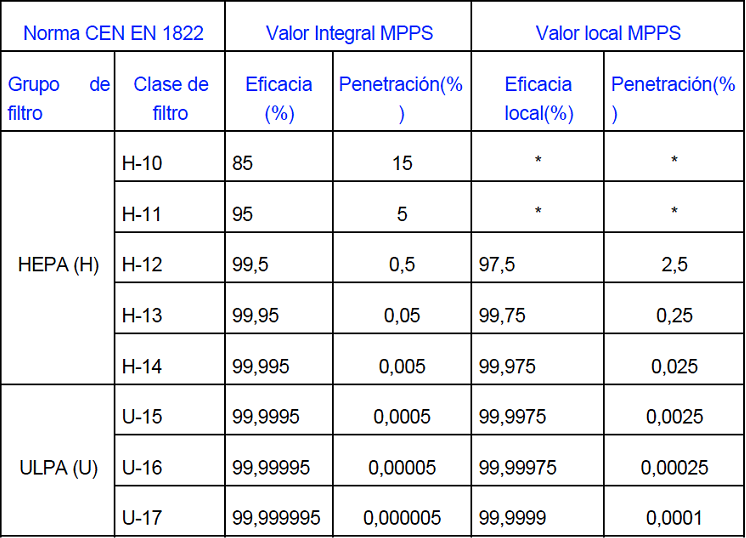 Norma CEN EN 1822 Valor Integral MPPS Valor local MPPS
Grupo de filtro Clase de filtro Eficacia (%) Penetración(%) Eficacia local(%) Penetración(%)
HEPA (H)
H-10 85 15 * *
H-11 95 5 * *
H-12 99,5 0,5 97,5 2,5
H-13 99,95 0,05 99,75 0,25
H-14 99,995 0,005 99,975 0,025
ULPA (U)
U-15 99,9995 0,0005 99,9975 0,0025
U-16 99,99995 0,00005 99,99975 0,00025
U-17 99,999995 0,000005 99,9999 0,0001